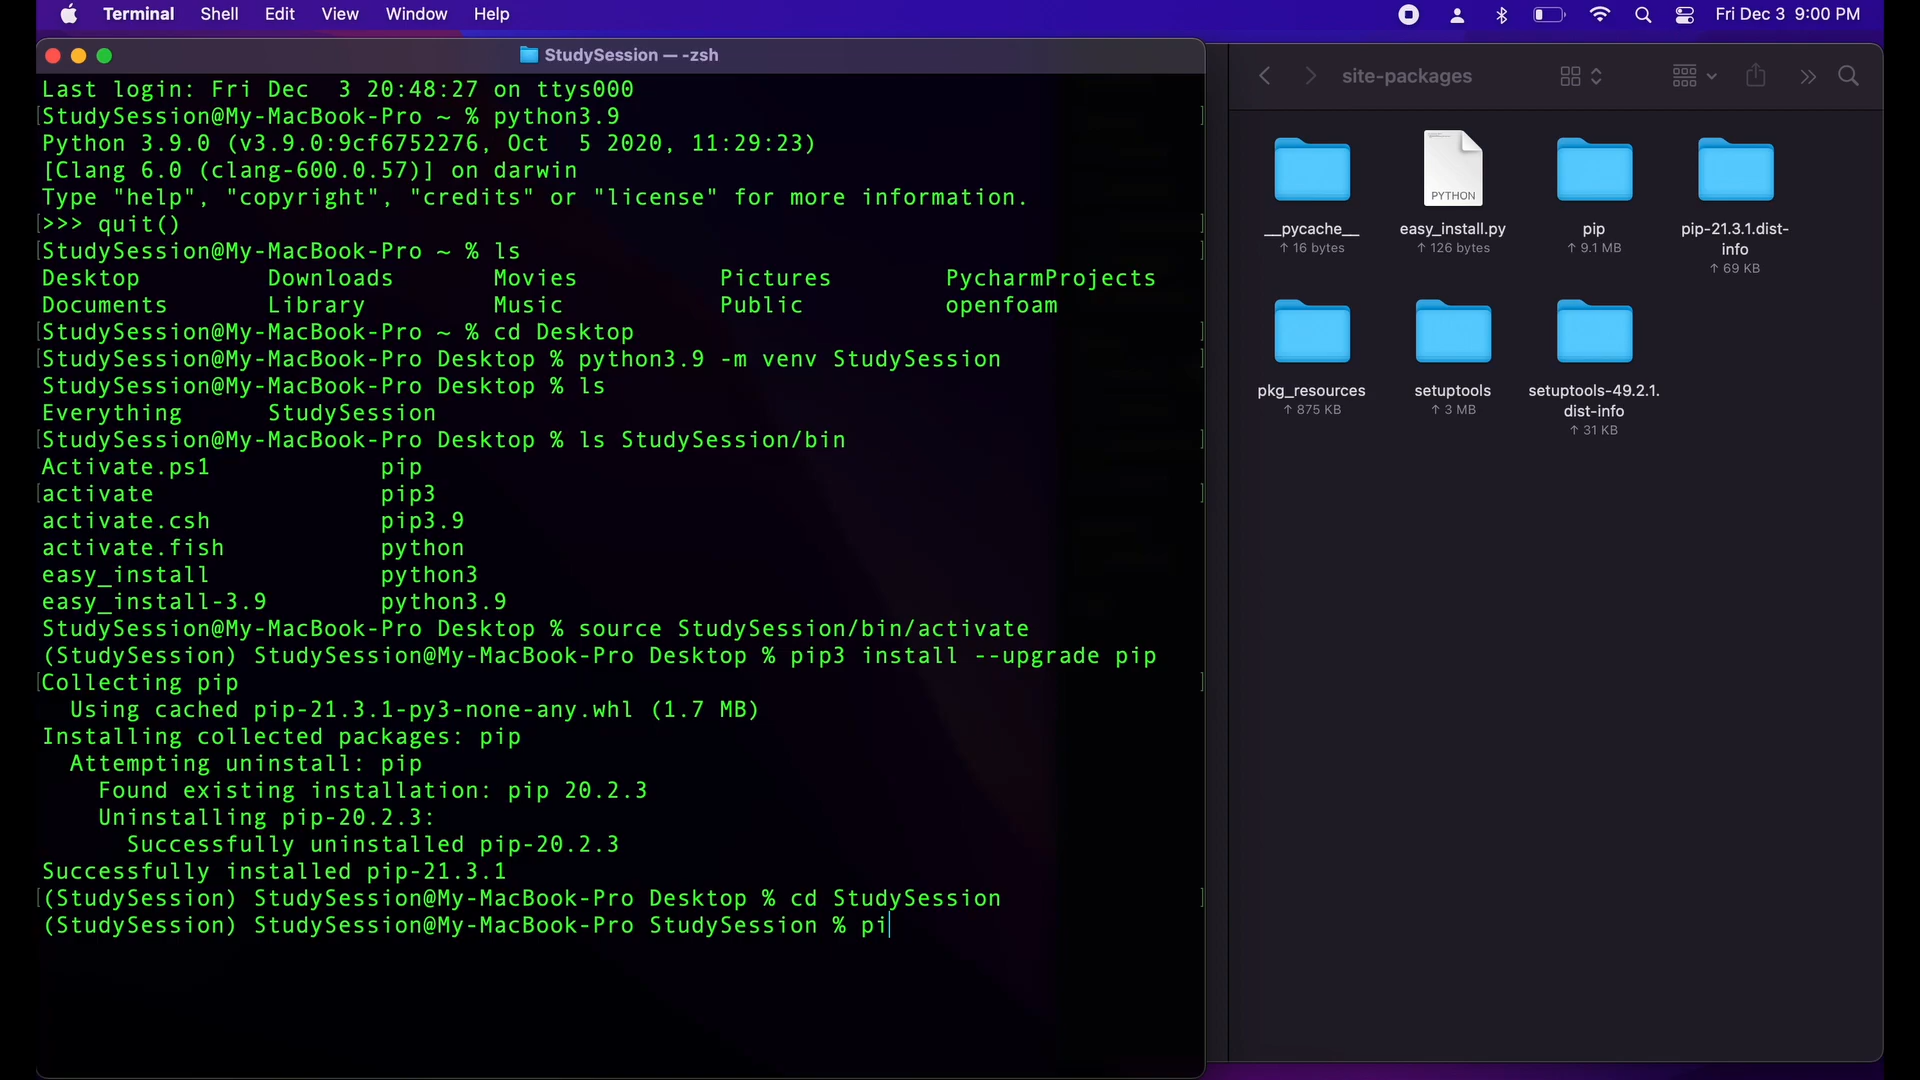 Terminal Shell Edit View Window Help Fri Dec 3 9:00 PM
StudySession — -zsh
Last login: Fri Dec  3 20:48:27 on ttys000
[StudySession@My-MacBook-Pro ~ % python3.9 ]
Python 3.9.0 (v3.9.0:9cf6752276, Oct  5 2020, 11:29:23)
[Clang 6.0 (clang-600.0.57)] on darwin
Type "help", "copyright", "credits" or "license" for more information.
[>>> quit() ]
[StudySession@My-MacBook-Pro ~ % ls ]
Desktop Downloads Movies Pictures PycharmProjects
Documents Library Music Public openfoam
[StudySession@My-MacBook-Pro ~ % cd Desktop ]
[StudySession@My-MacBook-Pro Desktop % python3.9 -m venv StudySession ]
StudySession@My-MacBook-Pro Desktop % ls
Everything StudySession
[StudySession@My-MacBook-Pro Desktop % ls StudySession/bin ]
Activate.ps1 pip
[activate pip3 ]
activate.csh pip3.9
activate.fish python
easy_install python3
easy_install-3.9 python3.9
StudySession@My-MacBook-Pro Desktop % source StudySession/bin/activate
(StudySession) StudySession@My-MacBook-Pro Desktop % pip3 install --upgrade pip
[Collecting pip ]
  Using cached pip-21.3.1-py3-none-any.whl (1.7 MB)
Installing collected packages: pip
  Attempting uninstall: pip
    Found existing installation: pip 20.2.3
    Uninstalling pip-20.2.3:
      Successfully uninstalled pip-20.2.3
Successfully installed pip-21.3.1
[(StudySession) StudySession@My-MacBook-Pro Desktop % cd StudySession ]
(StudySession) StudySession@My-MacBook-Pro StudySession % pi
site-packages
PYTHON
__pycache__ easy_install.py pip pip-21.3.1.dist-
info
↑ 16 bytes ↑ 126 bytes ↑ 9.1 MB
↑ 69 KB
pkg_resources setuptools setuptools-49.2.1.
dist-info
↑ 875 KB ↑ 3 MB
↑ 31 KB